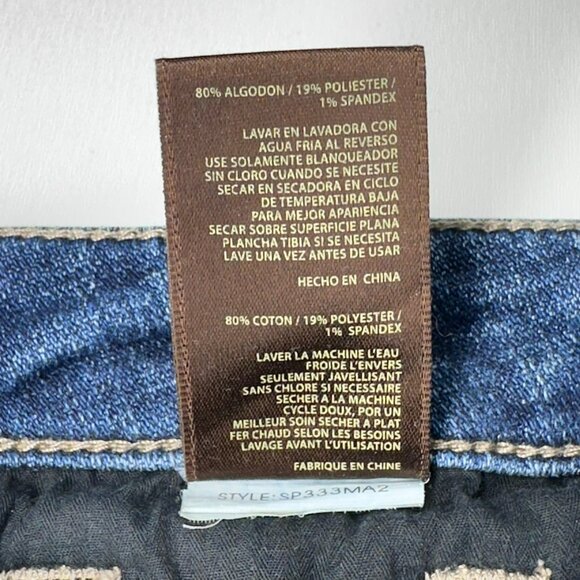 80% ALGODON / 19% POLIESTER /
1% SPANDEX
LAVAR EN LAVADORA CON
AGUA FRIA AL REVERSO
USE SOLAMENTE BLANQUEADOR
SIN CLORO CUANDO SE NECESITE
SECAR EN SECADORA EN CICLO
DE TEMPERATURA BAJA
PARA MEJOR APARIENCIA
SECAR SOBRE SUPERFICIE PLANA
PLANCHA TIBIA SI SE NECESITA
LAVE UNA VEZ ANTES DE USAR
HECHO EN CHINA
80% COTON / 19% POLYESTER /
1% SPANDEX
LAVER LA MACHINE L'EAU
FROIDE L'ENVERS
SEULEMENT JAVELLISANT
SANS CHLORE SI NECESSAIRE
SECHER A LA MACHINE
CYCLE DOUX, POR UN
MEILLEUR SOIN SECHER A PLAT
FER CHAUD SELON LES BESOINS
LAVAGE AVANT L'UTILISATION
FABRIQUE EN CHINE
STYLE: SP333MA2